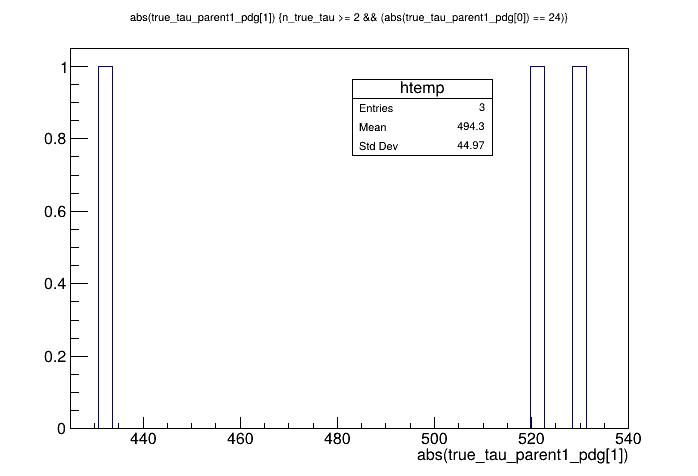 abs(true_tau_parent1_pdg[1]) {n_true_tau >= 2 && (abs(true_tau_parent1_pdg[0]) == 24)}
htemp
Entries 3
Mean 494.3
Std Dev 44.97
1
0.8
0.6
0.4
0.2
0
440 460 480 500 520 540
abs(true_tau_parent1_pdg[1])